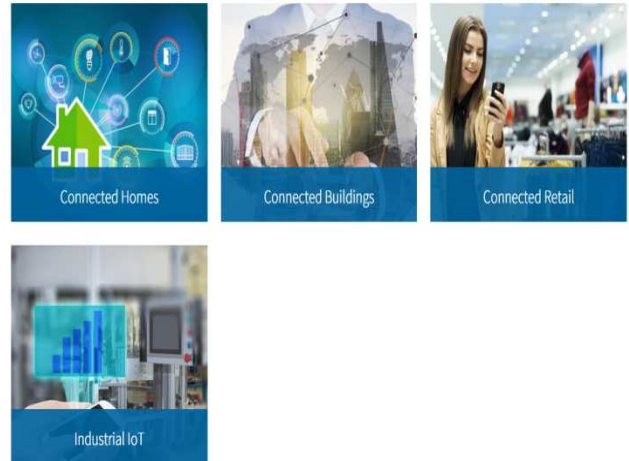 Connected Homes
Connected Buildings
Connected Retail
Industrial IoT